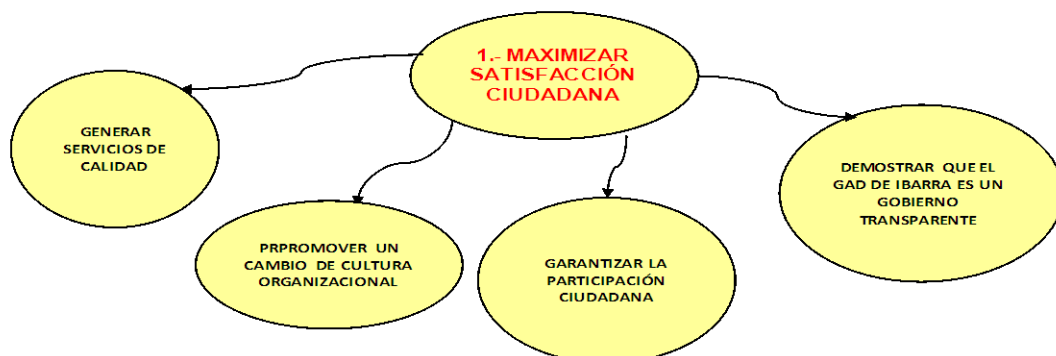 1.- MAXIMIZAR
SATISFACCIÓN
CIUDADANA
GENERAR
SERVICIOS DE
CALIDAD
PRPROMOVER UN
CAMBIO DE CULTURA
ORGANIZACIONAL
GARANTIZAR LA
PARTICIPACIÓN
CIUDADANA
DEMOSTRAR QUE EL
GAD DE IBARRA ES UN
GOBIERNO
TRANSPARENTE